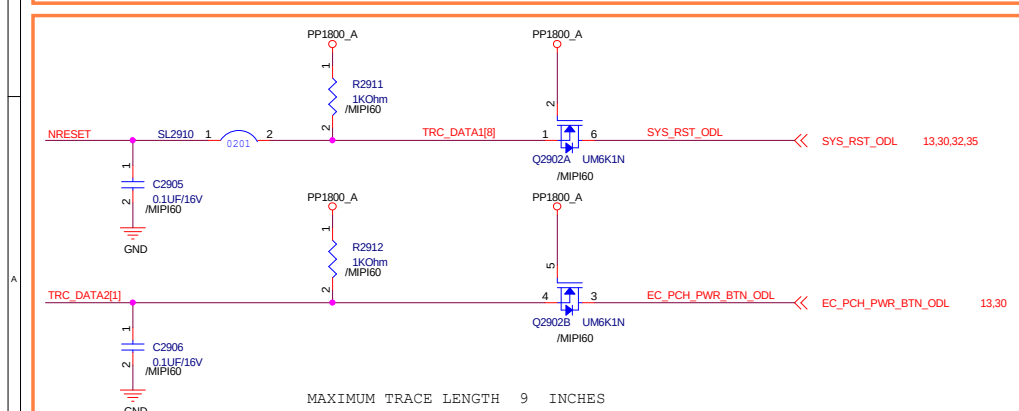 PP1800_A PP1800_A
1 R2911 2
1KOhm
/MIPI60
2
NRESET SL2910 1 2 TRC_DATA1[8] 1 6 SYS_RST_ODL SYS_RST_ODL 13,30,32,35
0201
Q2902A UM6K1N
/MIPI60
1 C2905
2 0.1UF/16V
/MIPI60
GND
PP1800_A PP1800_A
1 R2912 5
1KOhm
/MIPI60
2
TRC_DATA2[1] 4 3 EC_PCH_PWR_BTN_ODL EC_PCH_PWR_BTN_ODL 13,30
Q2902B UM6K1N
/MIPI60
1 C2906
2 0.1UF/16V
/MIPI60
GND
A
MAXIMUM TRACE LENGTH 9 INCHES